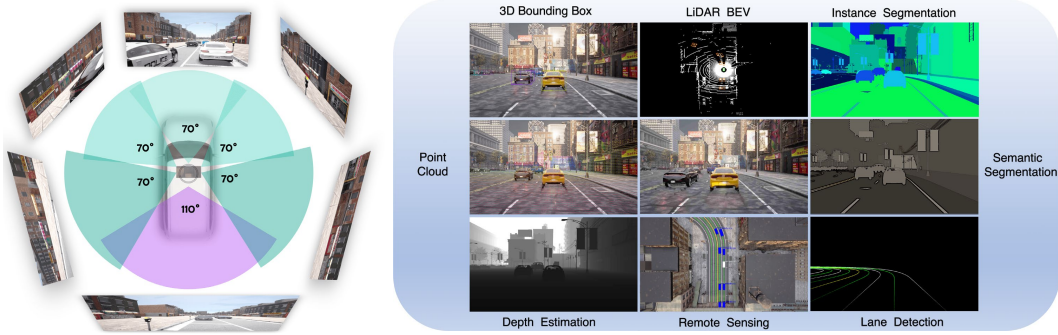 3D Bounding Box
LiDAR BEV
Instance Segmentation
70°
70°
70°
70°
70°
110°
Point
Cloud
Semantic
Segmentation
Depth Estimation
Remote Sensing
Lane Detection